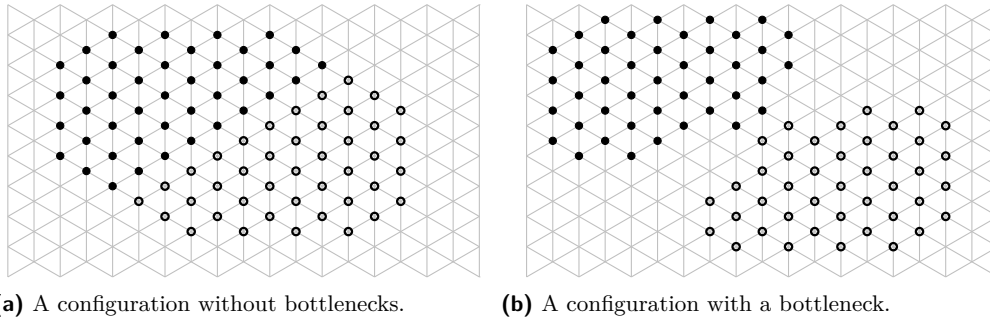 (a) A configuration without bottlenecks.
(b) A configuration with a bottleneck.